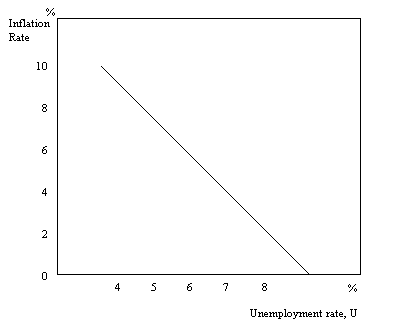 %
Inflation
Rate
10
8
6
4
2
0
4 5 6 7 8 %
Unemployment rate, U